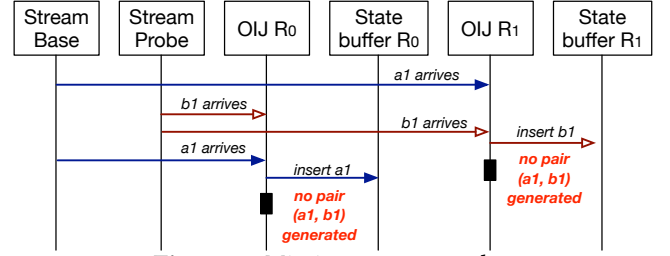 Stream Base
Stream Probe
OIJ R0
State buffer R0
OIJ R1
State buffer R1
a1 arrives
b1 arrives
b1 arrives
insert b1
a1 arrives
insert a1
no pair
(a1, b1)
generated
no pair
(a1, b1)
generated